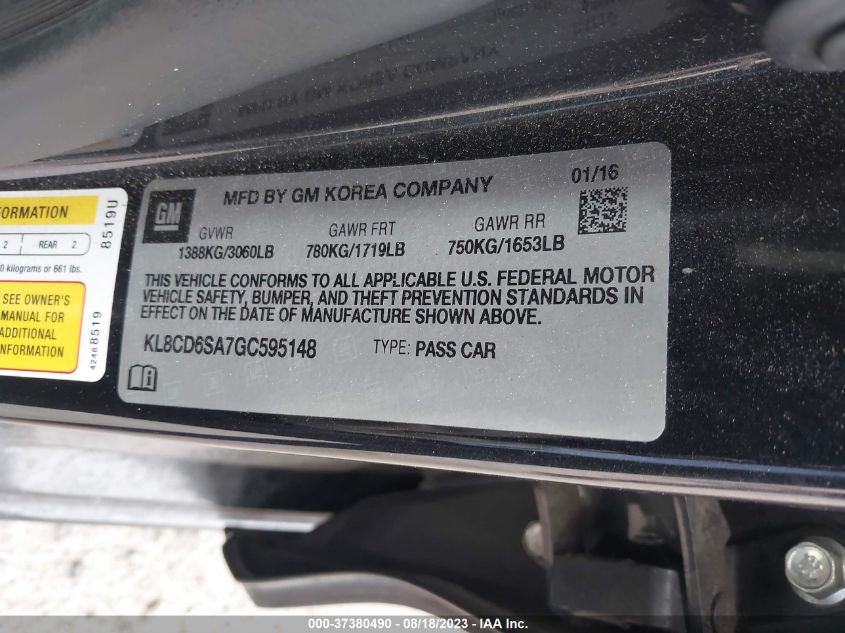 MFD BY GM KOREA COMPANY
01/16
GM
GVWR
GAWR FRT
GAWR RR
1388KG/3060LB
780KG/1719LB
750KG/1653LB
THIS VEHICLE CONFORMS TO ALL APPLICABLE U.S. FEDERAL MOTOR
VEHICLE SAFETY, BUMPER, AND THEFT PREVENTION STANDARDS IN
EFFECT ON THE DATE OF MANUFACTURE SHOWN ABOVE.
KL8CD6SA7GC595148
TYPE: PASS CAR
ORMATION
2 REAR 2
0 kilograms or 661 lbs.
SEE OWNER'S
MANUAL FOR
ADDITIONAL
INFORMATION
8519U
42468519
000-37380490 - 08/18/2023 - IAA Inc.